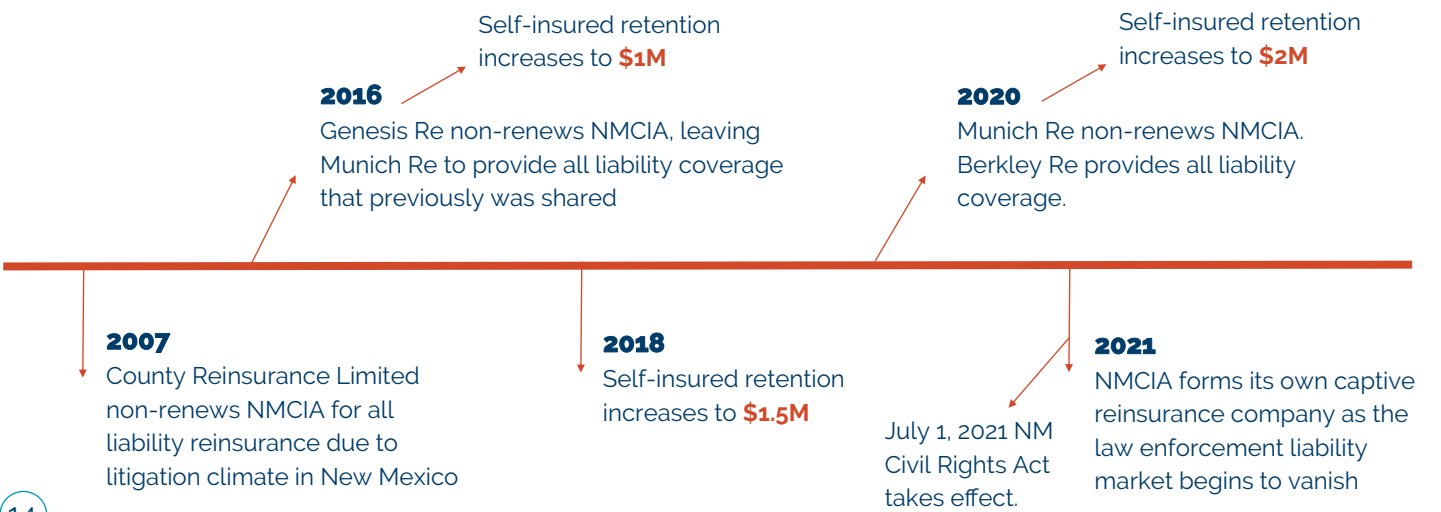 Self-insured retention
increases to $1M
2016
Genesis Re non-renews NMCIA, leaving
Munich Re to provide all liability coverage
that previously was shared
Self-insured retention
increases to $2M
2020
Munich Re non-renews NMCIA.
Berkley Re provides all liability
coverage.
2007
County Reinsurance Limited
non-renews NMCIA for all
liability reinsurance due to
litigation climate in New Mexico
2018
Self-insured retention
increases to $1.5M
July 1, 2021 NM
Civil Rights Act
takes effect.
2021
NMCIA forms its own captive
reinsurance company as the
law enforcement liability
market begins to vanish